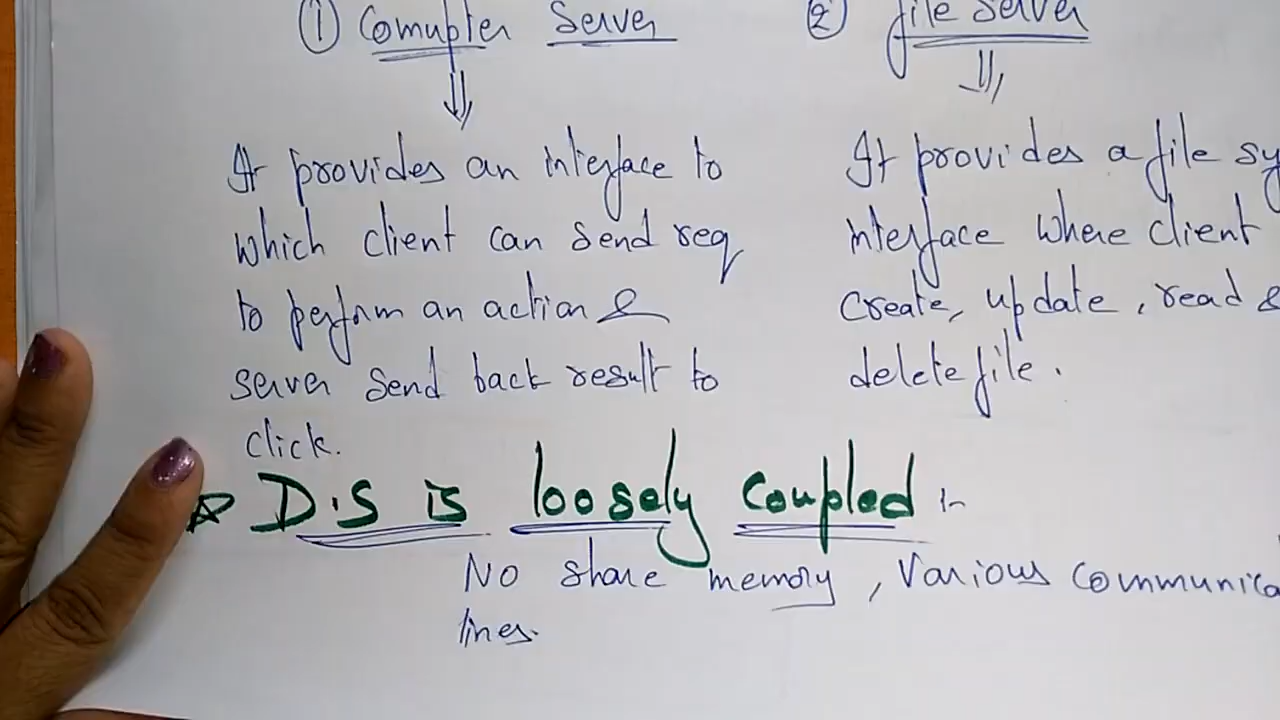 ① Comupter Server
② file server
⇓
⇓
It provides an interface to
which client can send req
to perform an action &
server send back result to
click.
It provides a file sy
interface where client
create, update, read &
delete file.
☆ D.S is loosely coupled :-
No share memory, Various communica
lines.